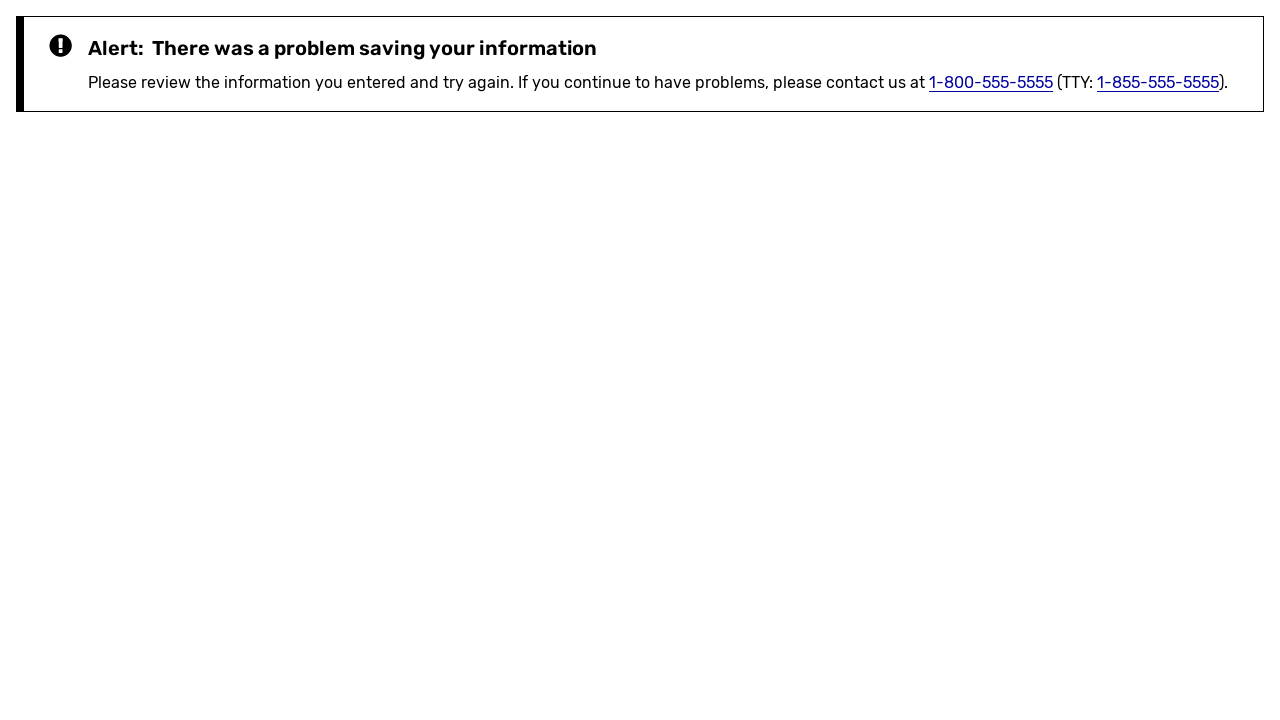 Alert: There was a problem saving your information
Please review the information you entered and try again. If you continue to have problems, please contact us at 1-800-555-5555 (TTY: 1-855-555-5555).